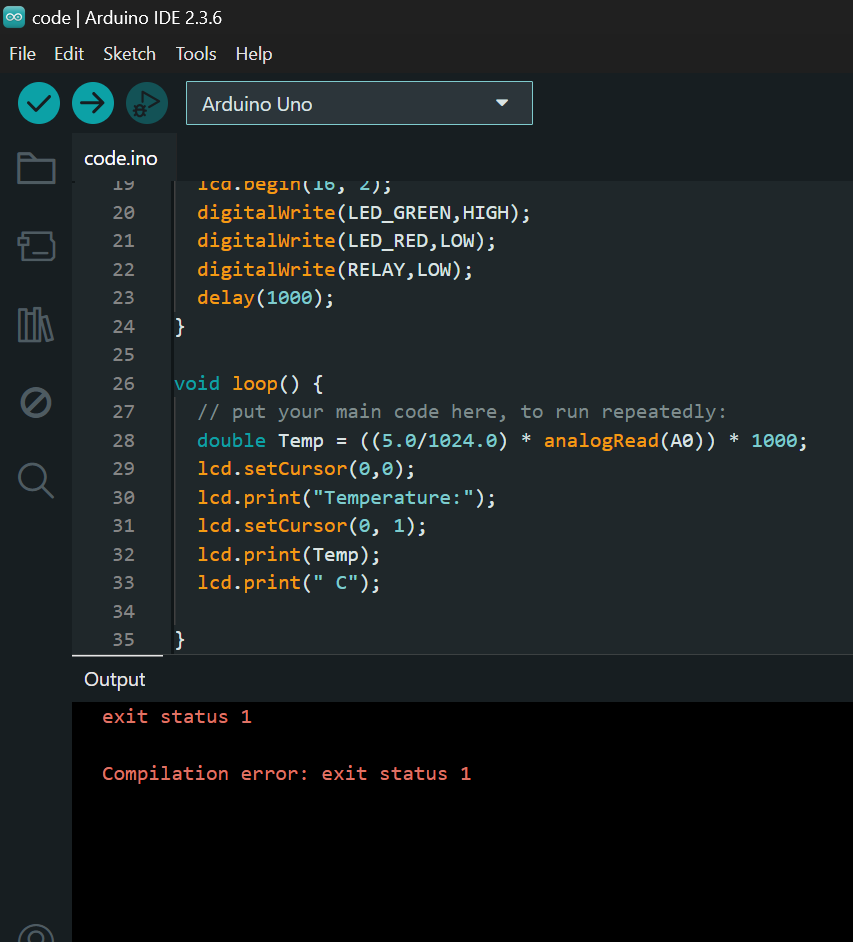 code | Arduino IDE 2.3.6
File Edit Sketch Tools Help
Arduino Uno
code.ino
19 lcd.begin(16, 2);
20 digitalWrite(LED_GREEN,HIGH);
21 digitalWrite(LED_RED,LOW);
22 digitalWrite(RELAY,LOW);
23 delay(1000);
24 }
25
26 void loop() {
27 // put your main code here, to run repeatedly:
28 double Temp = ((5.0/1024.0) * analogRead(A0)) * 1000;
29 lcd.setCursor(0,0);
30 lcd.print("Temperature:");
31 lcd.setCursor(0, 1);
32 lcd.print(Temp);
33 lcd.print(" C");
34
35 }
Output
exit status 1
Compilation error: exit status 1